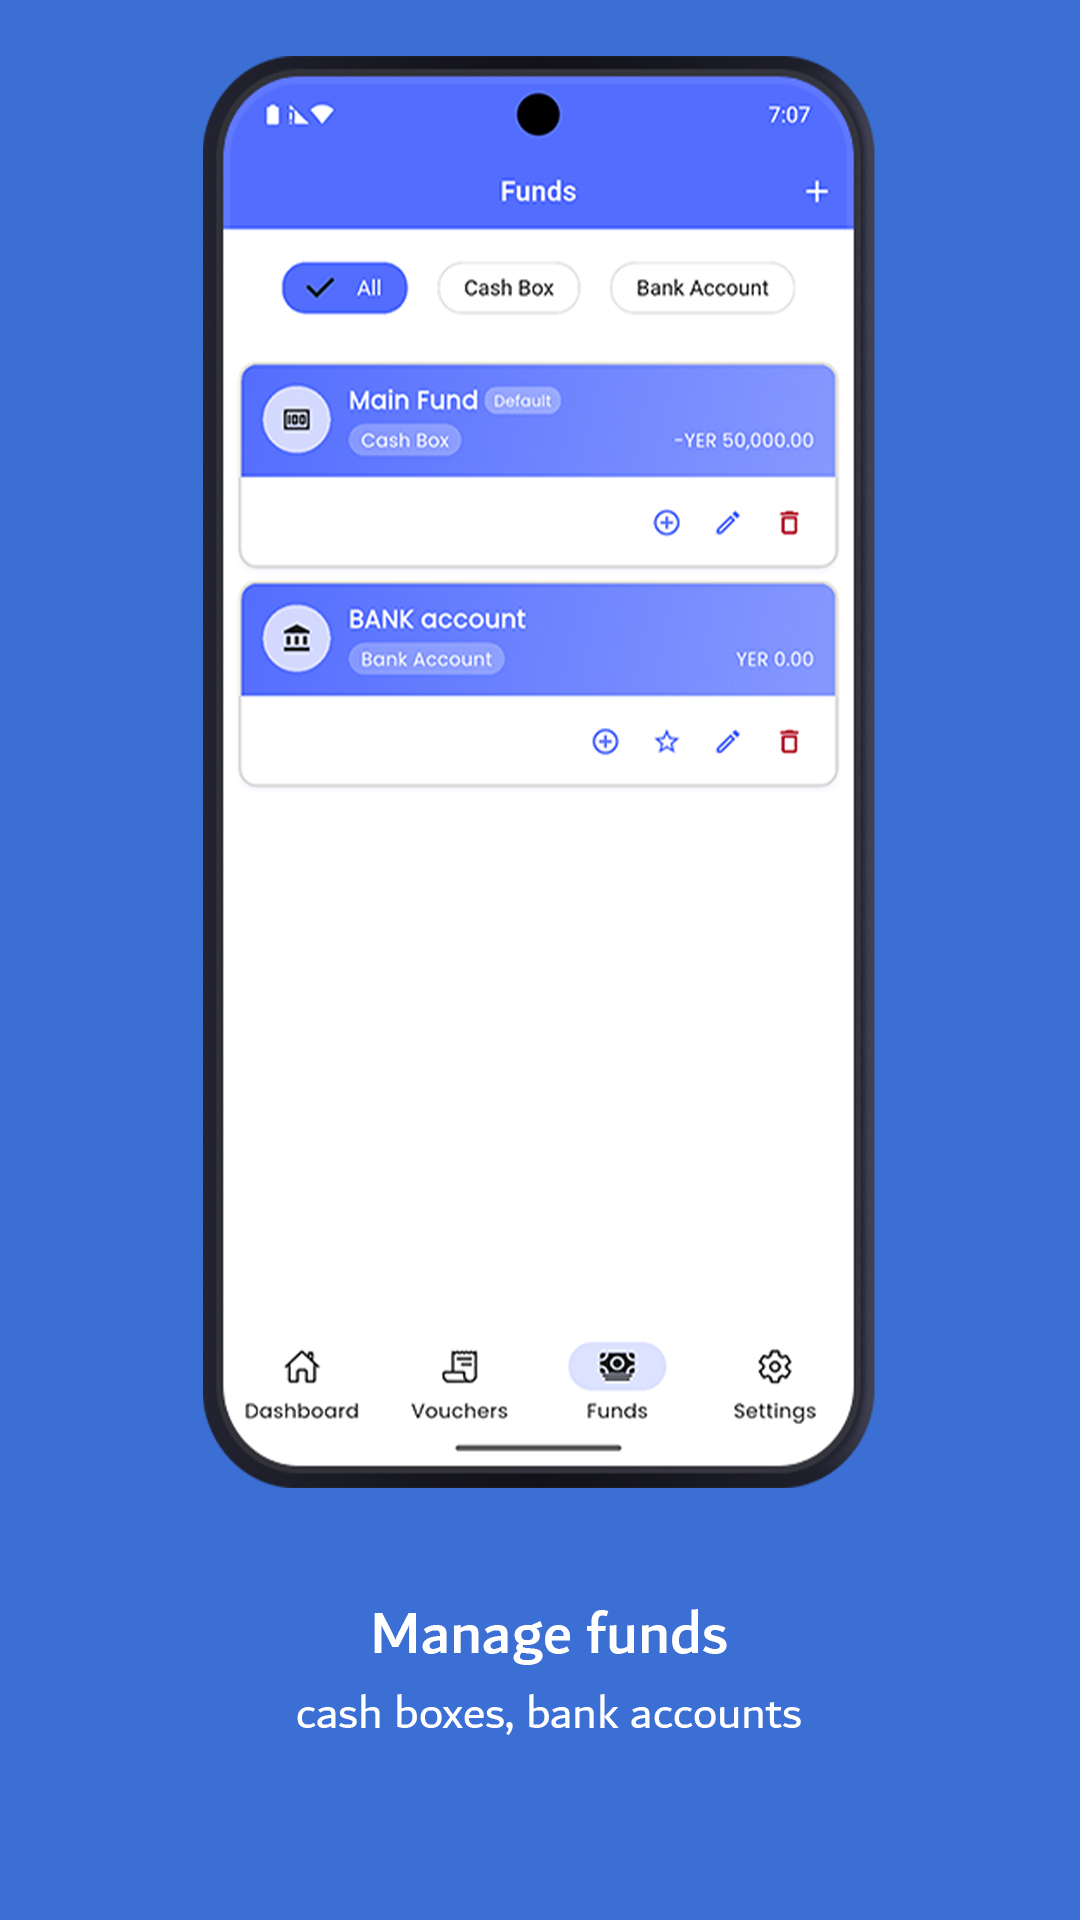 7:07
Funds
All
Cash Box
Bank Account
Main Fund Default
Cash Box
-YER 50,000.00
BANK account
Bank Account
YER 0.00
Dashboard
Vouchers
Funds
Settings
Manage funds
cash boxes, bank accounts